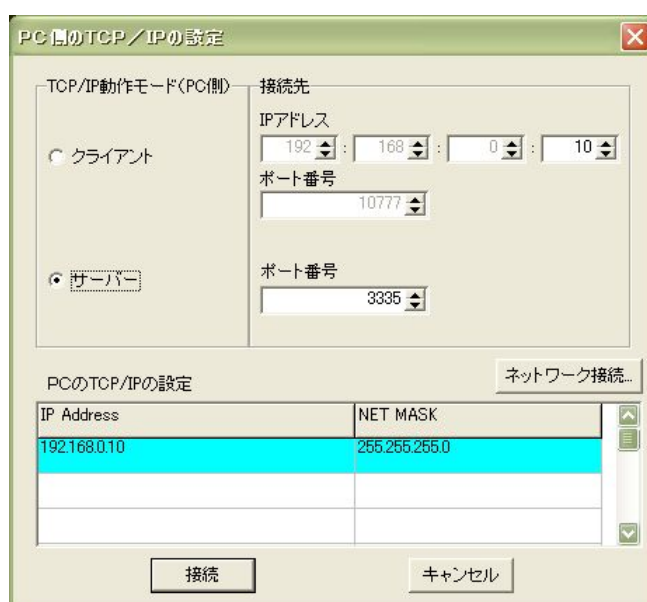 PC側のTCP／IPの設定
TCP/IP動作モード(PC側)
クライアント
サーバー
接続先
IPアドレス
192 : 168 : 0 : 10
ポート番号
10777
ポート番号
3335
ネットワーク接続...
PCのTCP/IPの設定
IP Address NET MASK
192.168.0.10 255.255.255.0
接続 キャンセル